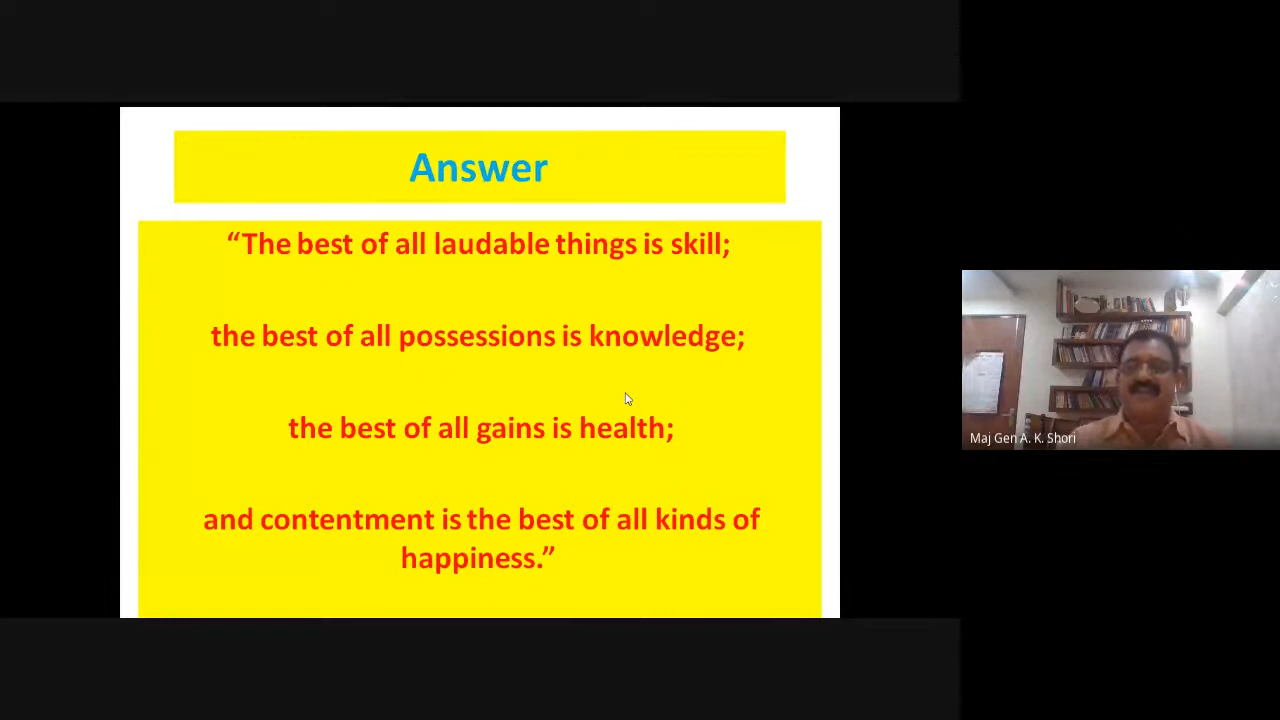 Answer
“The best of all laudable things is skill;
the best of all possessions is knowledge;
the best of all gains is health;
and contentment is the best of all kinds of
happiness.”
Maj Gen A. K. Shori